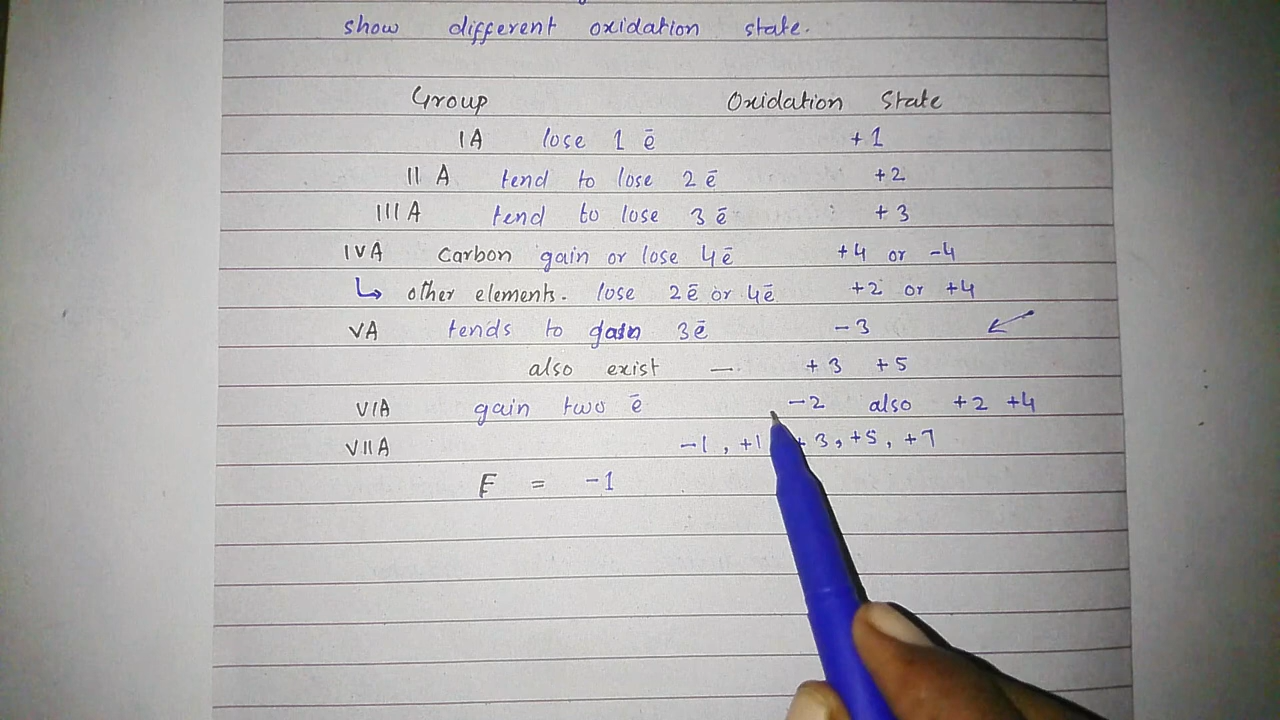 show different oxidation state.
Group Oxidation State
IA lose 1 ē +1
II A tend to lose 2 ē +2
III A tend to lose 3 ē +3
IVA Carbon gain or lose 4ē +4 or -4
↳ other elements. lose 2ē or 4ē +2 or +4
VA tends to gain 3ē -3 ↙
also exist — +3 +5
VIA gain two ē -2 also +2 +4
VIIA -1, +1 +3, +5, +7
F = -1